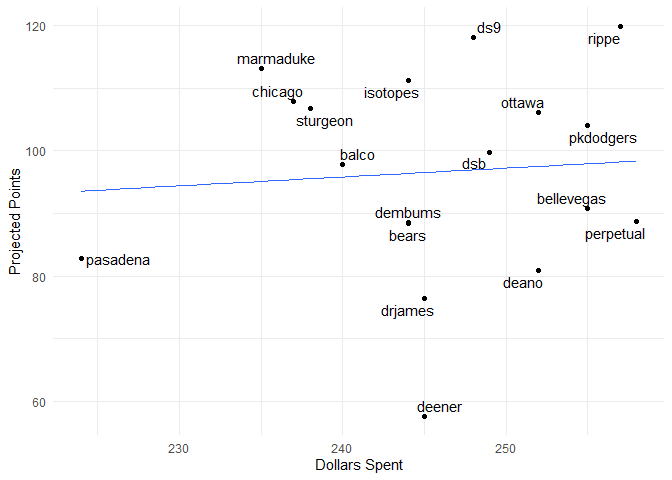 120
ds9
rippe
marmaduke
chicago
isotopes
ottawa
sturgeon
pkdodgers
100
balco
dsb
Projected Points
bellevegas
dembums
bears
perpetual
pasadena
80
deano
drjames
deener
60
230
240
250
Dollars Spent